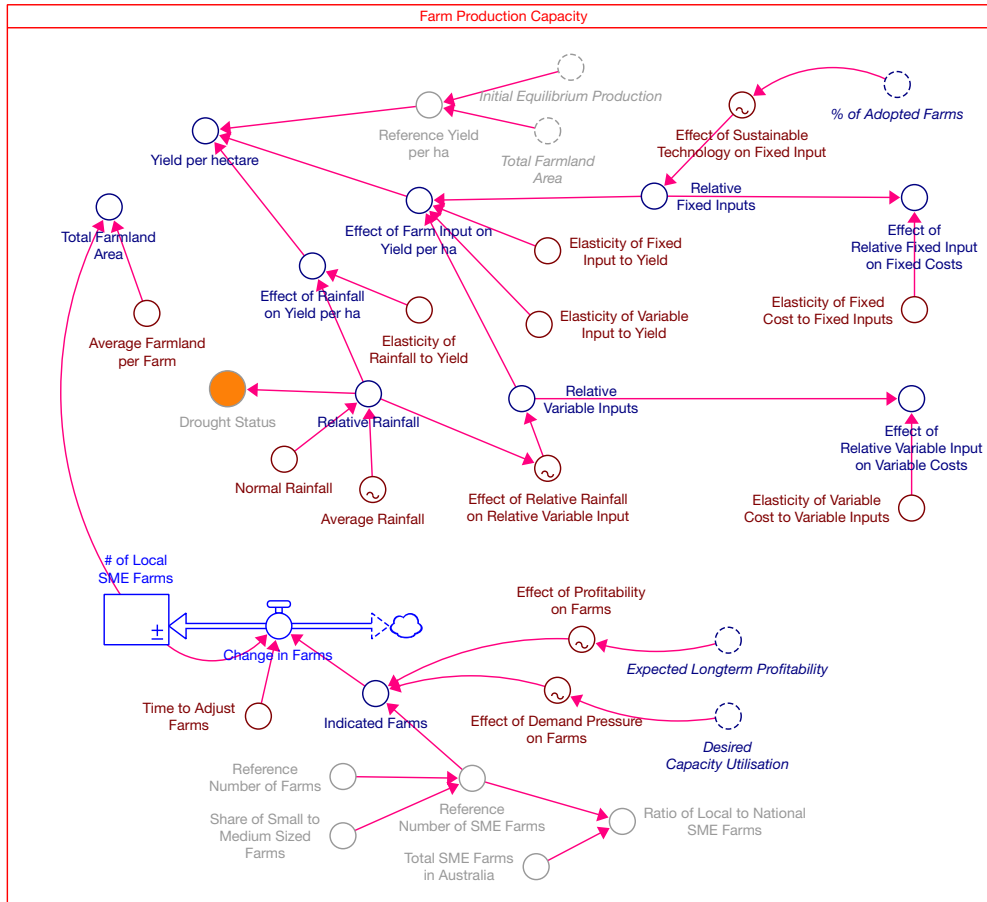 Farm Production Capacity
Initial Equilibrium Production
% of Adopted Farms
Reference Yield
per ha
Effect of Sustainable
Technology on Fixed Input
Yield per hectare
Total Farmland
Area
Relative
Fixed Inputs
Total Farmland
Area
Effect of Farm Input on
Yield per ha
Elasticity of Fixed
Input to Yield
Effect of
Relative Fixed Input
on Fixed Costs
Effect of Rainfall
on Yield per ha
Elasticity of Variable
Input to Yield
Elasticity of Fixed
Cost to Fixed Inputs
Average Farmland
per Farm
Elasticity of
Rainfall to Yield
Relative
Variable Inputs
Drought Status
Relative Rainfall
Effect of
Relative Variable Input
on Variable Costs
Normal Rainfall
Average Rainfall
Effect of Relative Rainfall
on Relative Variable Input
Elasticity of Variable
Cost to Variable Inputs
# of Local
SME Farms
±
Effect of Profitability
on Farms
Change in Farms
Expected Longterm Profitability
Time to Adjust
Farms
Indicated Farms
Effect of Demand Pressure
on Farms
Desired
Capacity Utilisation
Reference
Number of Farms
Reference
Number of SME Farms
Share of Small to
Medium Sized
Farms
Ratio of Local to National
SME Farms
Total SME Farms
in Australia